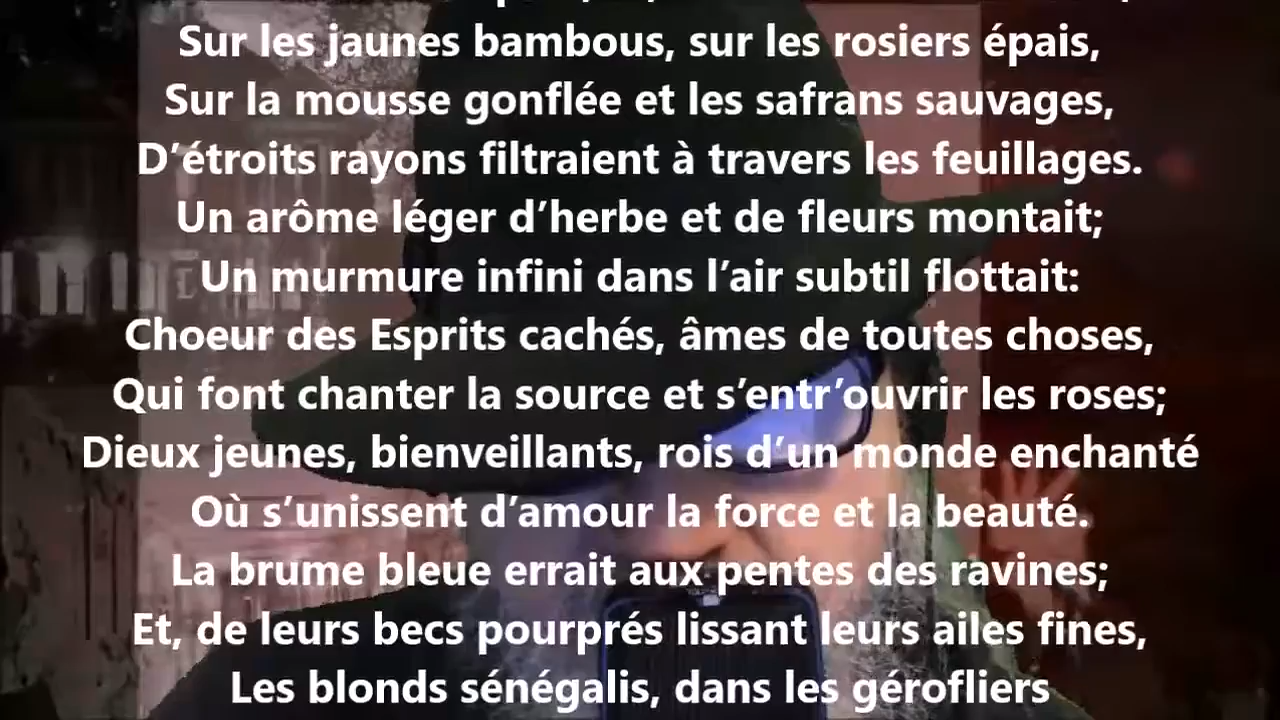 Sur les jaunes bambous, sur les rosiers épais,
Sur la mousse gonflée et les safrans sauvages,
D’étroits rayons filtraient à travers les feuillages.
Un arôme léger d’herbe et de fleurs montait;
Un murmure infini dans l’air subtil flottait:
Choeur des Esprits cachés, âmes de toutes choses,
Qui font chanter la source et s’entr’ouvrir les roses;
Dieux jeunes, bienveillants, rois d’un monde enchanté
Où s’unissent d’amour la force et la beauté.
La brume bleue errait aux pentes des ravines;
Et, de leurs becs pourprés lissant leurs ailes fines,
Les blonds sénégalis, dans les gérofliers